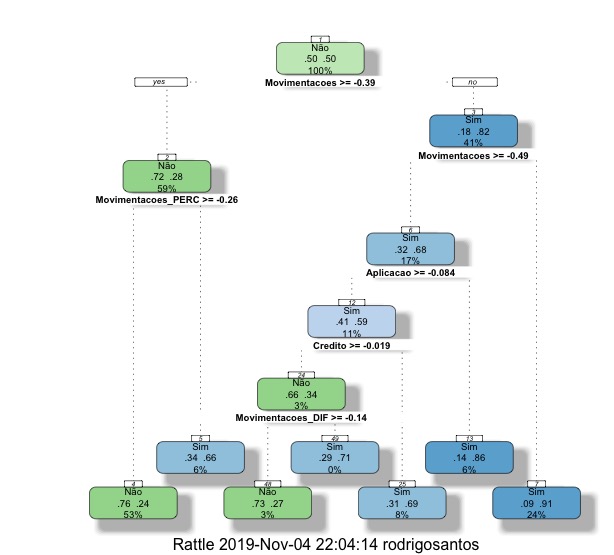 1
Não
.50 .50
100%
yes
Movimentacoes >= -0.39
no
3
Sim
.18 .82
41%
Movimentacoes >= -0.49
2
Não
.72 .28
59%
Movimentacoes_PERC >= -0.26
6
Sim
.32 .68
17%
Aplicacao >= -0.084
12
Sim
.41 .59
11%
Credito >= -0.019
24
Não
.66 .34
3%
Movimentacoes_DIF >= -0.14
5
Sim
.34 .66
6%
49
Sim
.29 .71
0%
13
Sim
.14 .86
6%
4
Não
.76 .24
53%
48
Não
.73 .27
3%
25
Sim
.31 .69
8%
7
Sim
.09 .91
24%
Rattle 2019-Nov-04 22:04:14 rodrigosantos